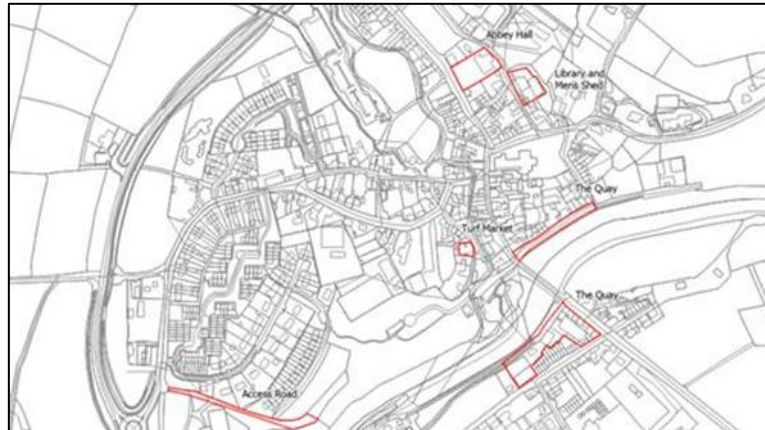 Abbey Hall
Library and
Mens Shed
The Quay
Turf Market
The Quay
Access Road